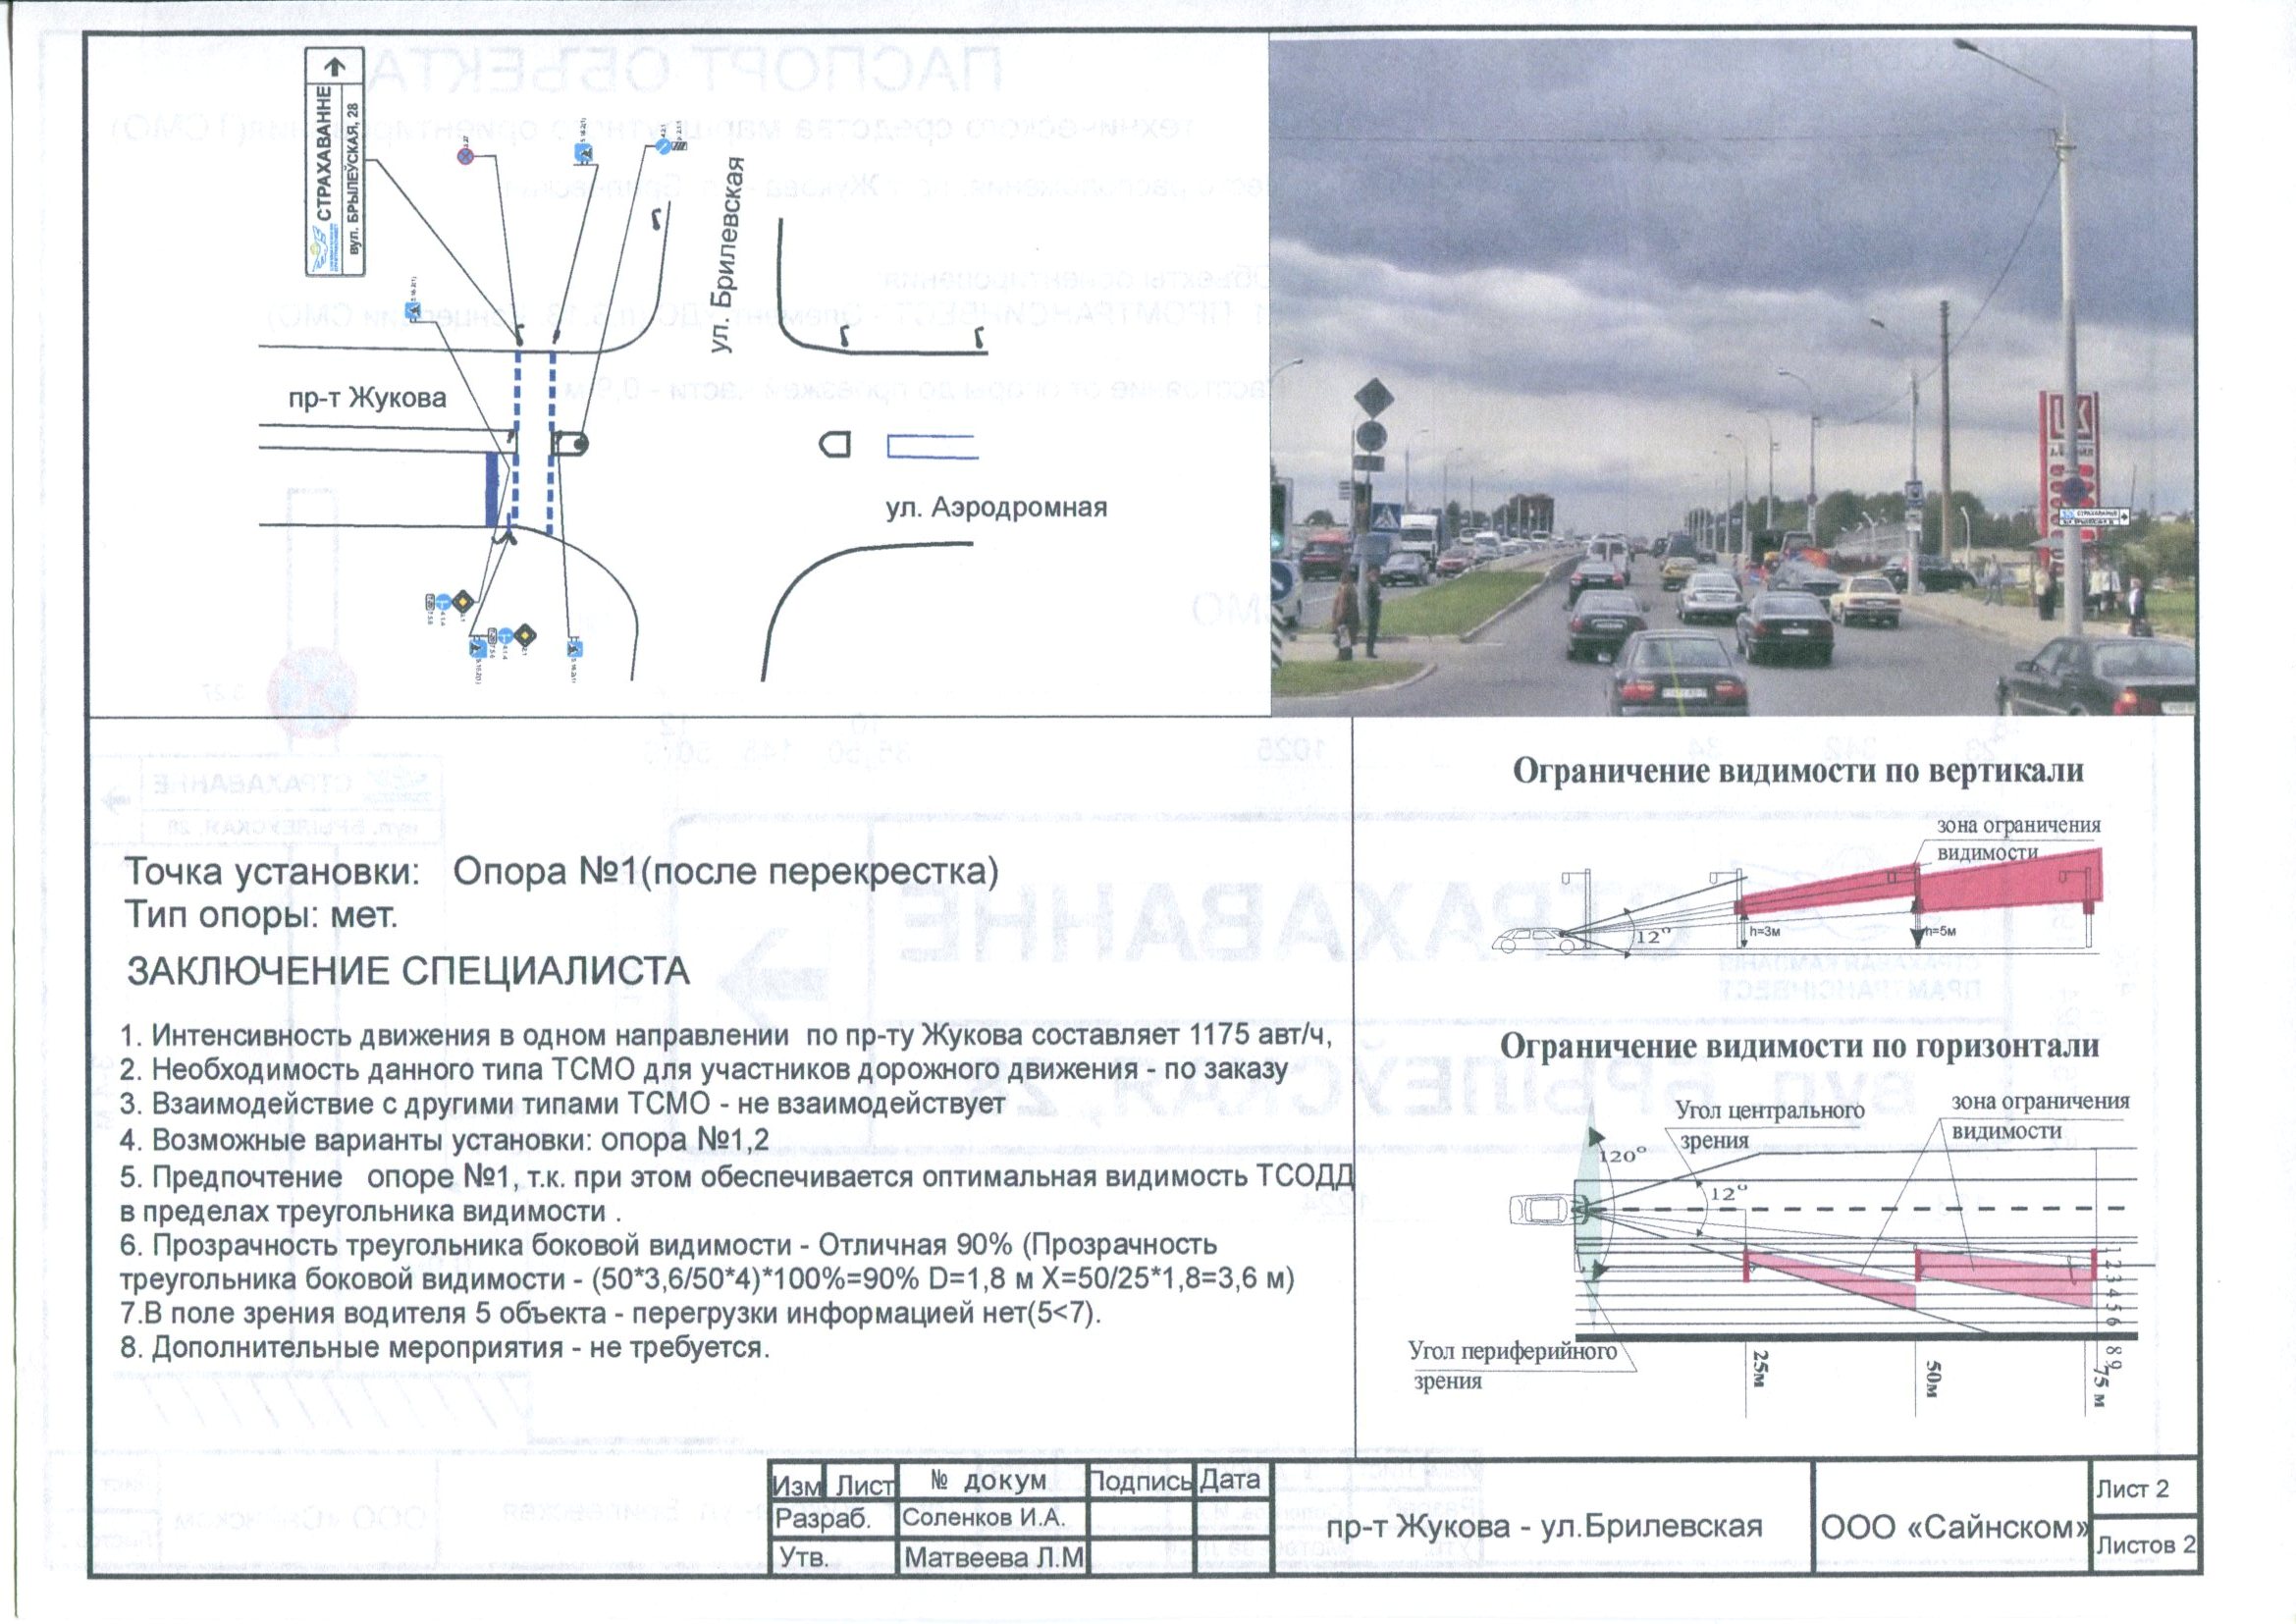 СТРАХАВАННЕ
вул. БРЫЛЕЎСКАЯ, 28
ул. Брилевская
пр-т Жукова
ул. Аэродромная
Точка установки: Опора №1(после перекрестка)
Тип опоры: мет.
ЗАКЛЮЧЕНИЕ СПЕЦИАЛИСТА
1. Интенсивность движения в одном направлении по пр-ту Жукова составляет 1175 авт/ч,
2. Необходимость данного типа ТСМО для участников дорожного движения - по заказу
3. Взаимодействие с другими типами ТСМО - не взаимодействует
4. Возможные варианты установки: опора №1,2
5. Предпочтение опоре №1, т.к. при этом обеспечивается оптимальная видимость ТСОДД
в пределах треугольника видимости .
6. Прозрачность треугольника боковой видимости - Отличная 90% (Прозрачность
треугольника боковой видимости - (50*3,6/50*4)*100%=90% D=1,8 м X=50/25*1,8=3,6 м)
7.В поле зрения водителя 5 объекта - перегрузки информацией нет(5<7).
8. Дополнительные мероприятия - не требуется.
Ограничение видимости по вертикали
зона ограничения
видимости
12°
h=3м
h=5м
Ограничение видимости по горизонтали
Угол центрального
зрения
зона ограничения
видимости
120°
12°
1 2 3 4 5 6
8 9
Угол периферийного
зрения
25м
50м
75 м
Изм Лист № докум. Подпись Дата
Разраб. Соленков И.А.
Утв. Матвеева Л.М
пр-т Жукова - ул.Брилевская
ООО «Сайнском»
Лист 2
Листов 2